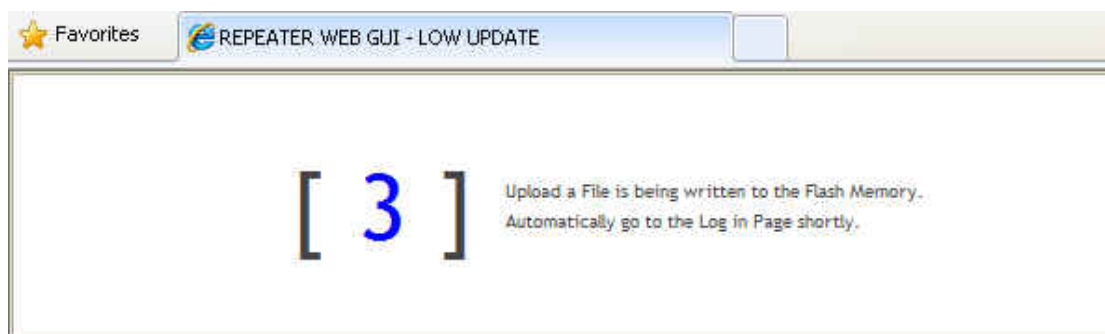 Favorites
REPEATER WEB GUI - LOW UPDATE
[ 3 ]
Upload a File is being written to the Flash Memory.
Automatically go to the Log in Page shortly.